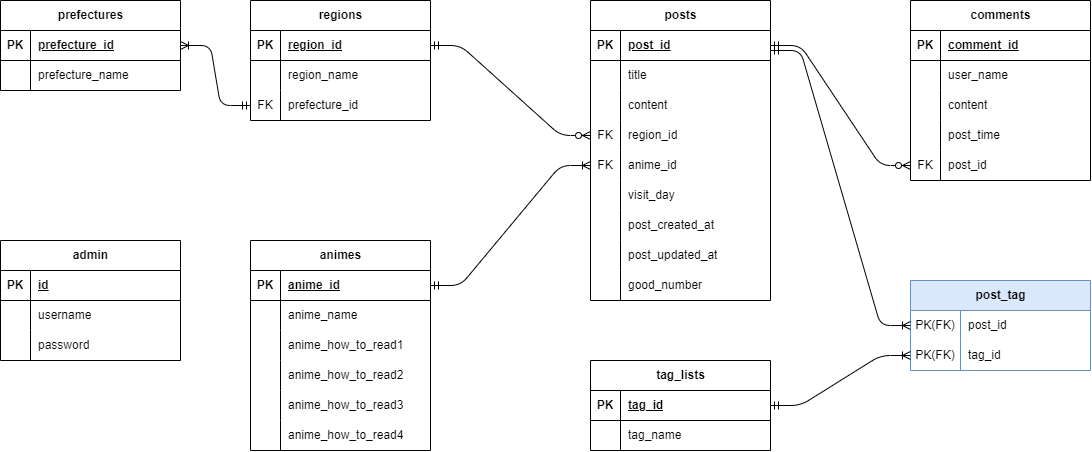 prefectures
PK prefecture_id
prefecture_name
regions
PK region_id
region_name
FK prefecture_id
posts
PK post_id
title
content
FK region_id
FK anime_id
visit_day
post_created_at
post_updated_at
good_number
comments
PK comment_id
user_name
content
post_time
FK post_id
admin
PK id
username
password
animes
PK anime_id
anime_name
anime_how_to_read1
anime_how_to_read2
anime_how_to_read3
anime_how_to_read4
tag_lists
PK tag_id
tag_name
post_tag
PK(FK) post_id
PK(FK) tag_id